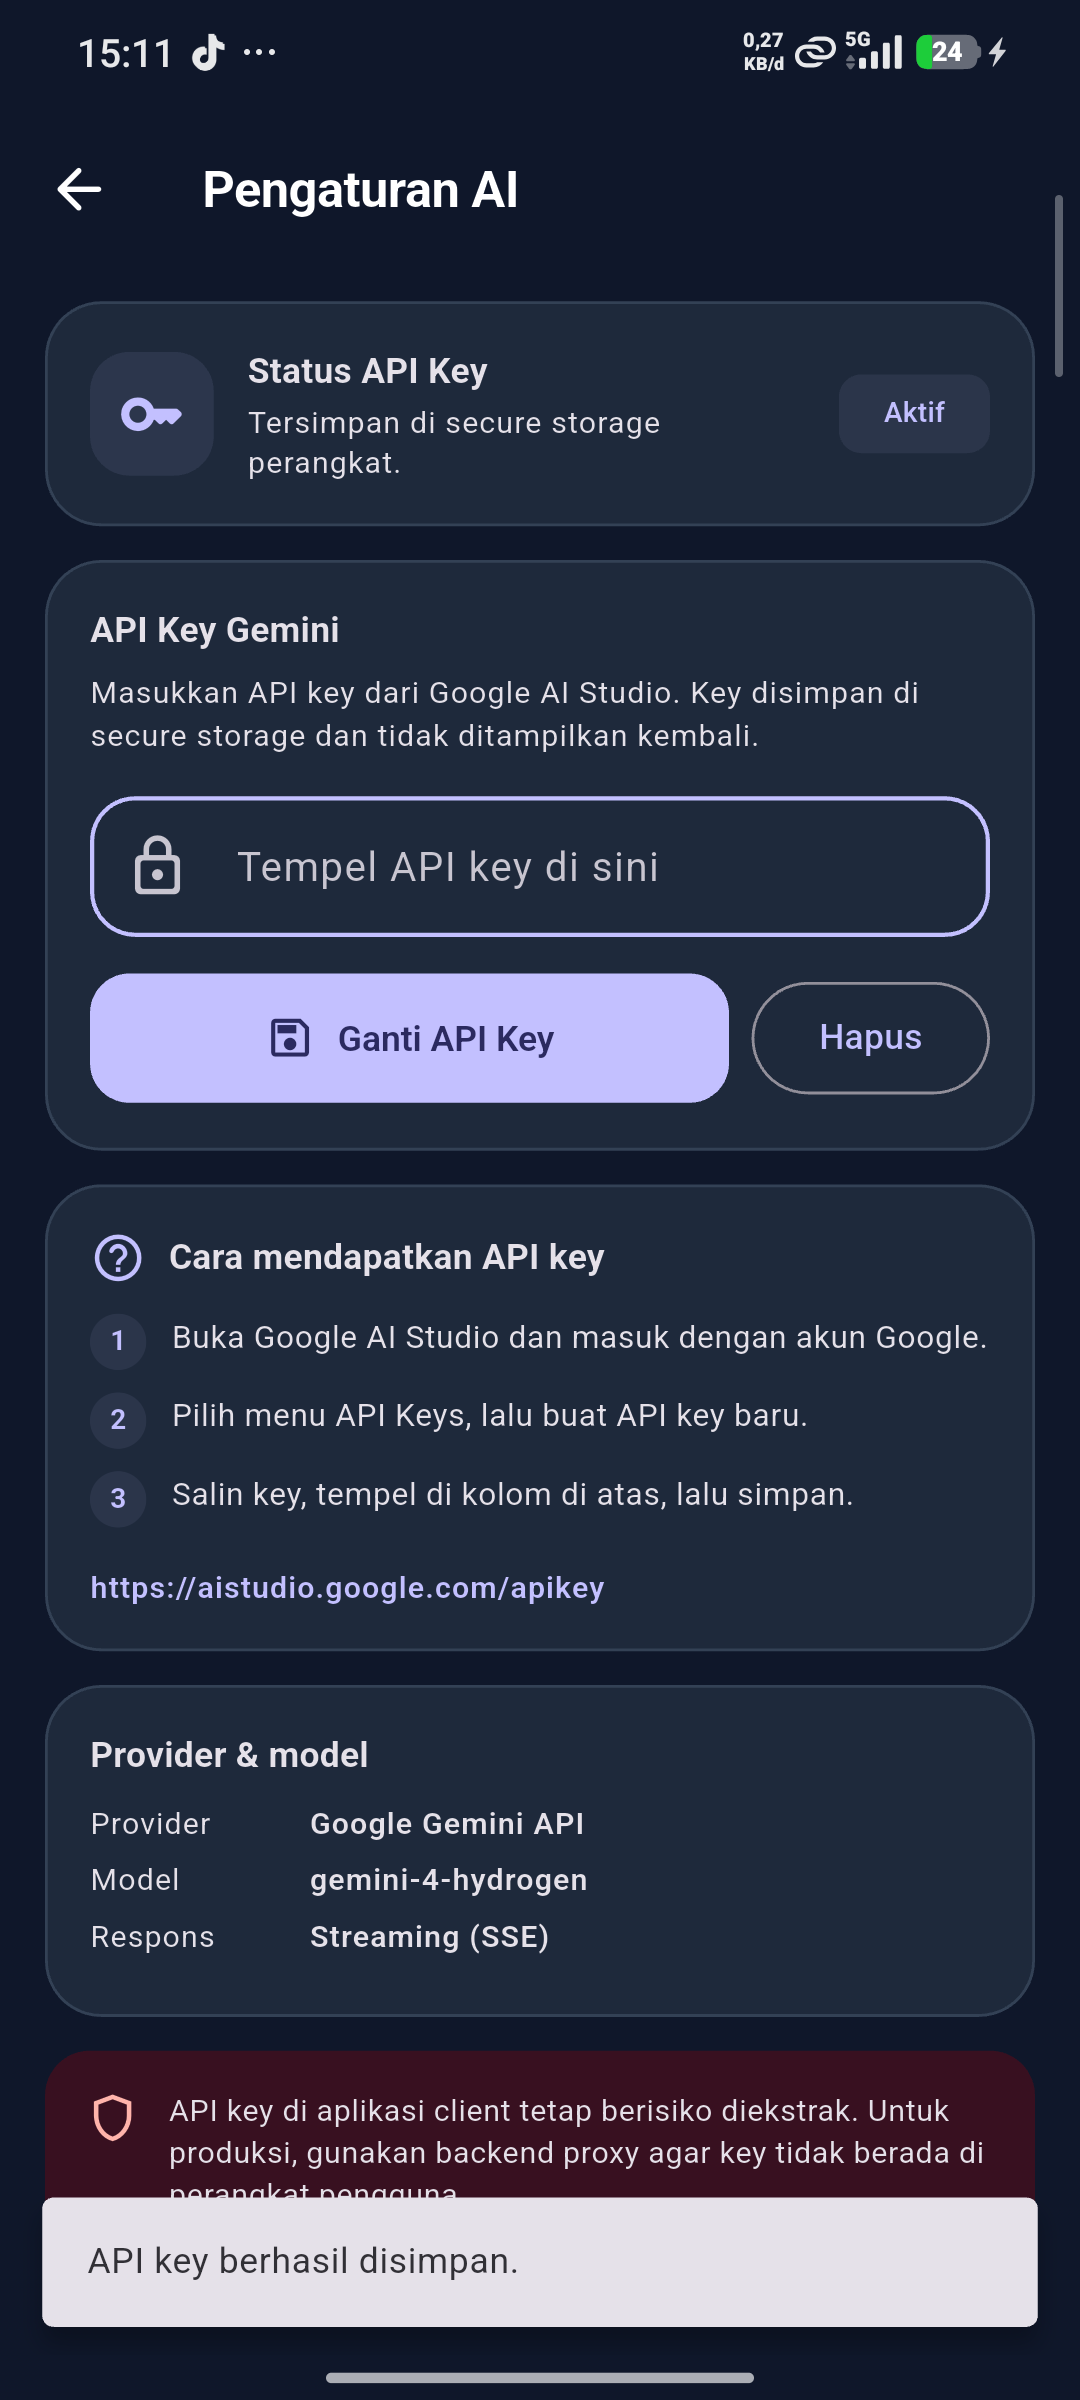 15:11
0,27
KB/d
5G
24
Pengaturan AI
Status API Key
Tersimpan di secure storage
perangkat.
Aktif
API Key Gemini
Masukkan API key dari Google AI Studio. Key disimpan di
secure storage dan tidak ditampilkan kembali.
Tempel API key di sini
Ganti API Key
Hapus
Cara mendapatkan API key
1 Buka Google AI Studio dan masuk dengan akun Google.
2 Pilih menu API Keys, lalu buat API key baru.
3 Salin key, tempel di kolom di atas, lalu simpan.
https://aistudio.google.com/apikey
Provider & model
Provider Google Gemini API
Model gemini-4-hydrogen
Respons Streaming (SSE)
API key di aplikasi client tetap berisiko diekstrak. Untuk
produksi, gunakan backend proxy agar key tidak berada di
perangkat pengguna.
API key berhasil disimpan.